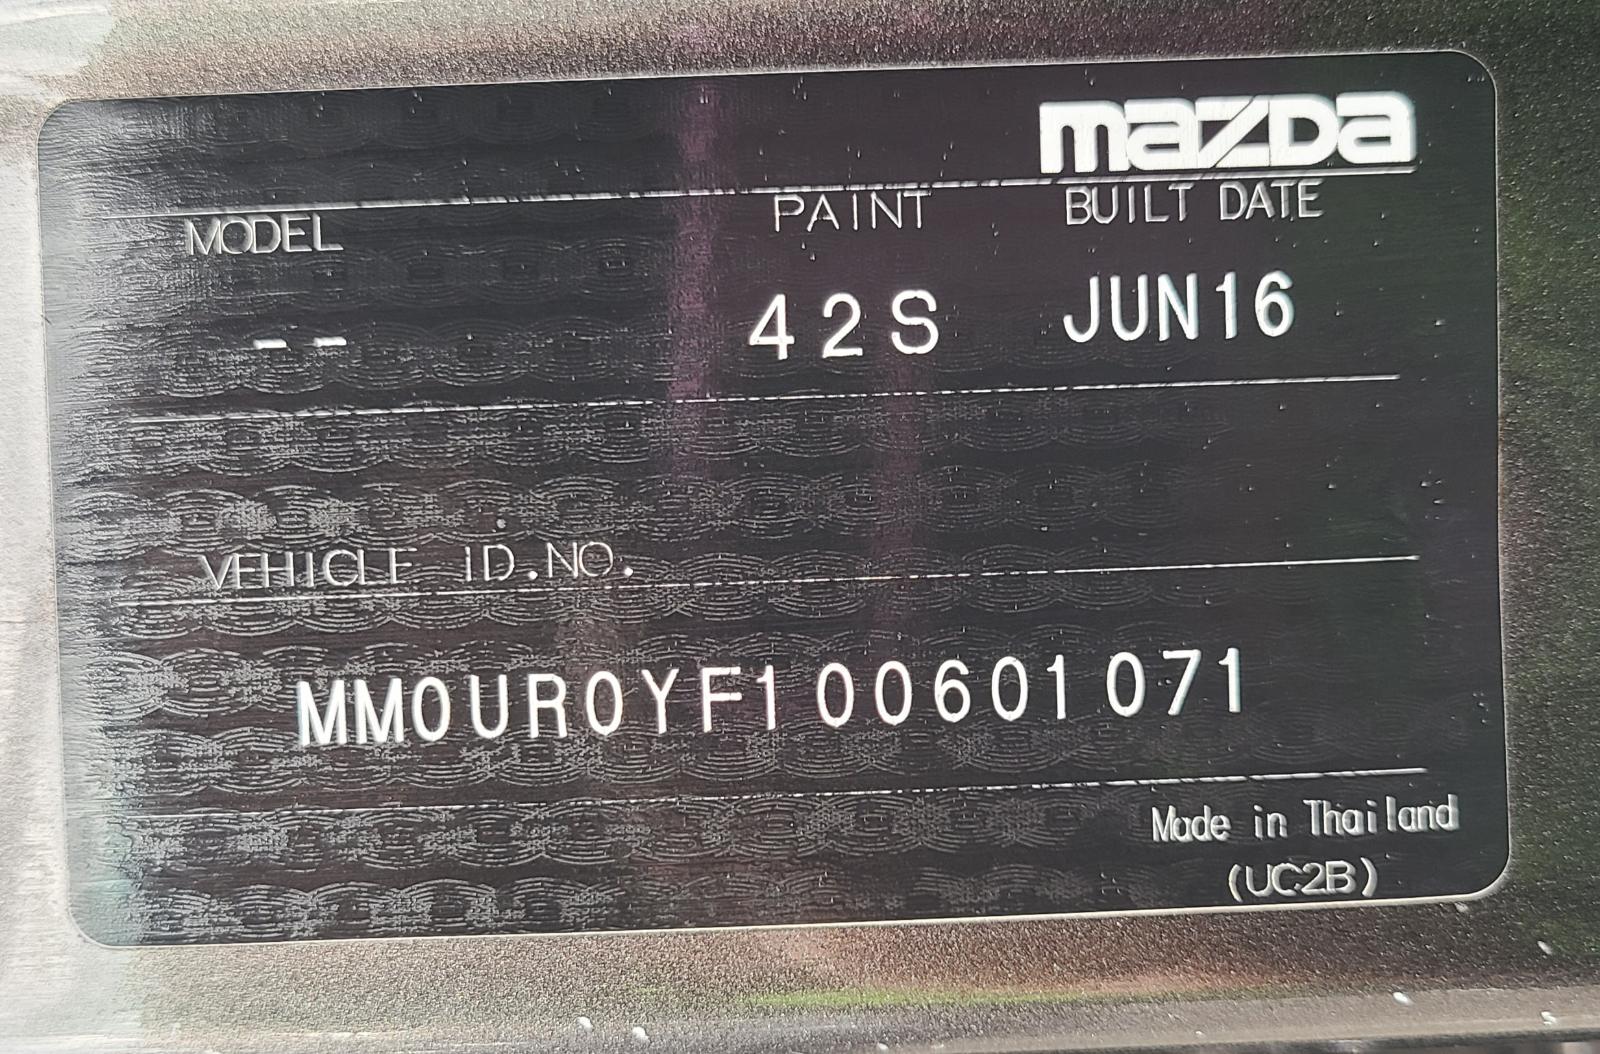 mazda
MODEL PAINT BUILT DATE
-- 42S JUN16
VEHICLE ID.NO.
MM0UR0YF100601071
Made in Thailand
(UC2B)